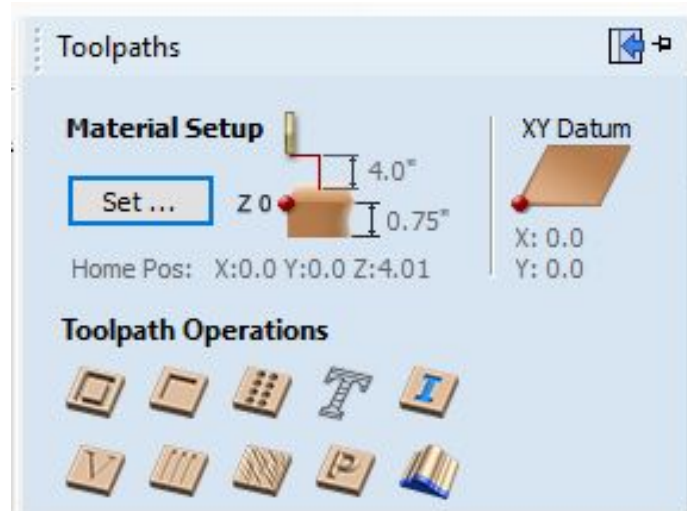 Toolpaths
Material Setup
XY Datum
4.0"
Set ...
Z 0
0.75"
X: 0.0
Home Pos: X:0.0 Y:0.0 Z:4.01
Y: 0.0
Toolpath Operations